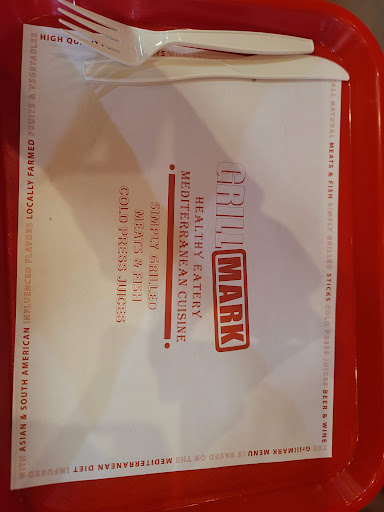 GRILL MARK
HEALTHY EATERY
MEDITERRANEAN CUISINE
SIMPLY GRILLED
MEATS & FISH
COLD PRESS JUICES
ALL NATURAL MEATS & FISH SIMPLY GRILLED STICKS COLD PRESS JUICES BEER & WINE
THE GrillMARK MENU IS BASED ON THE MEDITERRANEAN DIET INFUSED
WITH ASIAN & SOUTH AMERICAN INFLUENCED FLAVORS LOCALLY FARMED FRUITS & VEGETABLES
HIGH